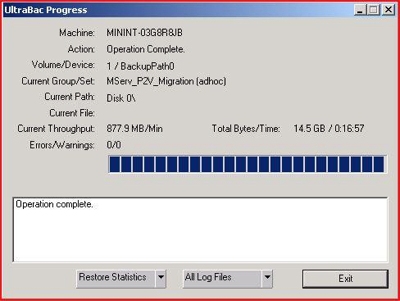 UltraBac Progress
Machine: MININT-03G8R8JB
Action: Operation Complete.
Volume/Device: 1 / BackupPath0
Current Group/Set: MServ_P2V_Migration (adhoc)
Current Path: Disk 0\
Current File:
Current Throughput: 877.9 MB/Min Total Bytes/Time: 14.5 GB / 0:16:57
Errors/Warnings: 0/0
Operation complete.
Restore Statistics All Log Files Exit